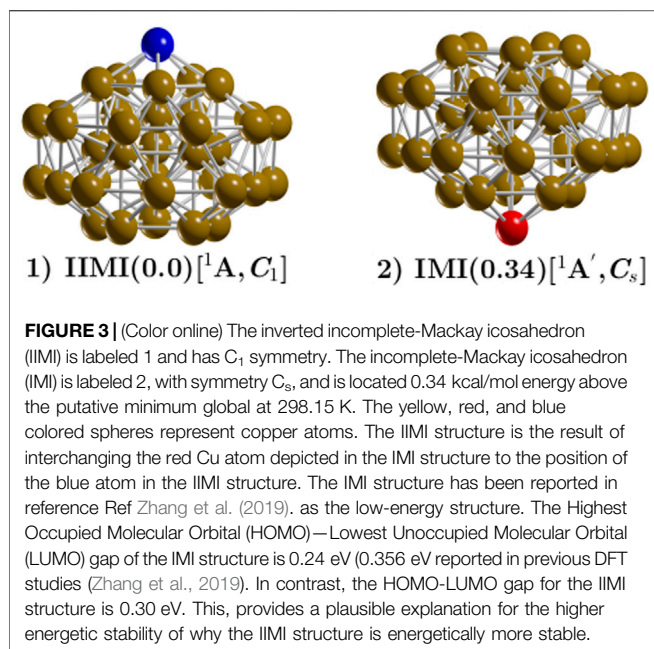 1) IIMI(0.0)[¹A, C₁]
2) IMI(0.34)[¹A′, Cₛ]
FIGURE 3 | (Color online) The inverted incomplete-Mackay icosahedron
(IIMI) is labeled 1 and has C₁ symmetry. The incomplete-Mackay icosahedron
(IMI) is labeled 2, with symmetry Cₛ, and is located 0.34 kcal/mol energy above
the putative minimum global at 298.15 K. The yellow, red, and blue
colored spheres represent copper atoms. The IIMI structure is the result of
interchanging the red Cu atom depicted in the IMI structure to the position of
the blue atom in the IIMI structure. The IMI structure has been reported in
reference Ref Zhang et al. (2019). as the low-energy structure. The Highest
Occupied Molecular Orbital (HOMO)—Lowest Unoccupied Molecular Orbital
(LUMO) gap of the IMI structure is 0.24 eV (0.356 eV reported in previous DFT
studies (Zhang et al., 2019). In contrast, the HOMO-LUMO gap for the IIMI
structure is 0.30 eV. This, provides a plausible explanation for the higher
energetic stability of why the IIMI structure is energetically more stable.